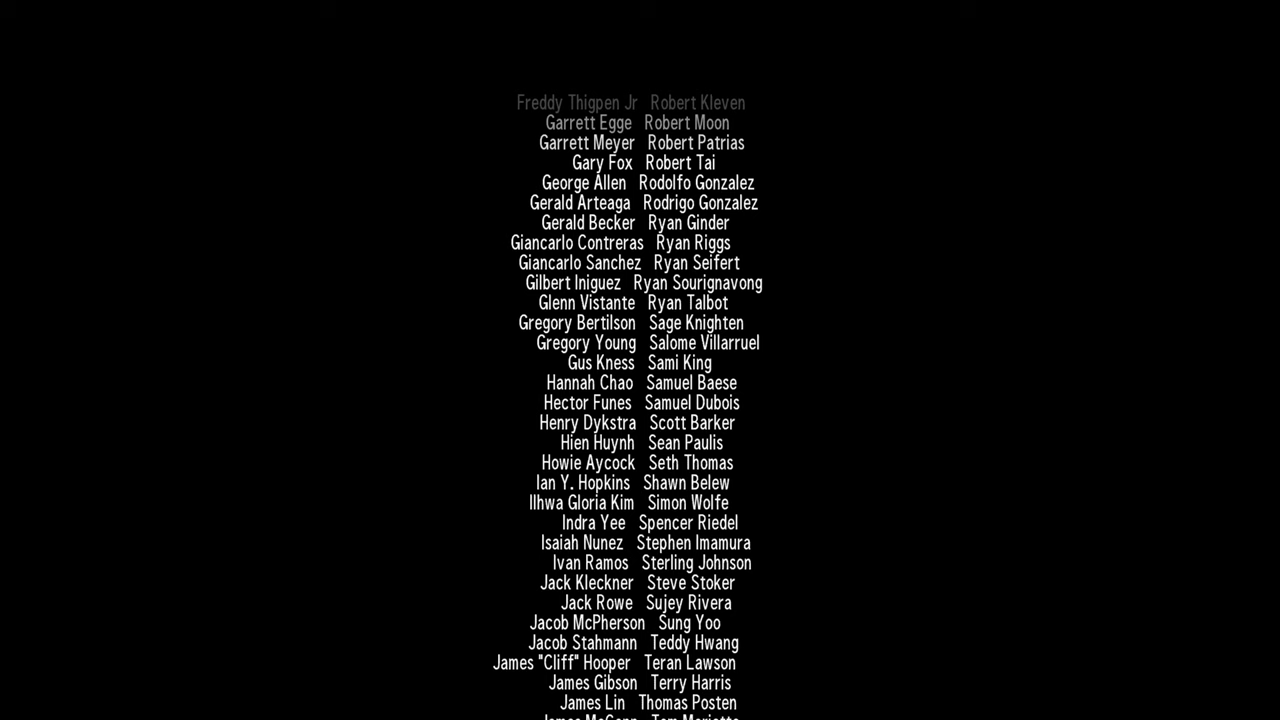 Freddy Thigpen Jr Robert Kleven
Garrett Egge Robert Moon
Garrett Meyer Robert Patrias
Gary Fox Robert Tai
George Allen Rodolfo Gonzalez
Gerald Arteaga Rodrigo Gonzalez
Gerald Becker Ryan Ginder
Giancarlo Contreras Ryan Riggs
Giancarlo Sanchez Ryan Seifert
Gilbert Iniguez Ryan Sourignavong
Glenn Vistante Ryan Talbot
Gregory Bertilson Sage Knighten
Gregory Young Salome Villarruel
Gus Kness Sami King
Hannah Chao Samuel Baese
Hector Funes Samuel Dubois
Henry Dykstra Scott Barker
Hien Huynh Sean Paulis
Howie Aycock Seth Thomas
Ian Y. Hopkins Shawn Belew
Ilhwa Gloria Kim Simon Wolfe
Indra Yee Spencer Riedel
Isaiah Nunez Stephen Imamura
Ivan Ramos Sterling Johnson
Jack Kleckner Steve Stoker
Jack Rowe Sujey Rivera
Jacob McPherson Sung Yoo
Jacob Stahmann Teddy Hwang
James "Cliff" Hooper Teran Lawson
James Gibson Terry Harris
James Lin Thomas Posten
James Tom